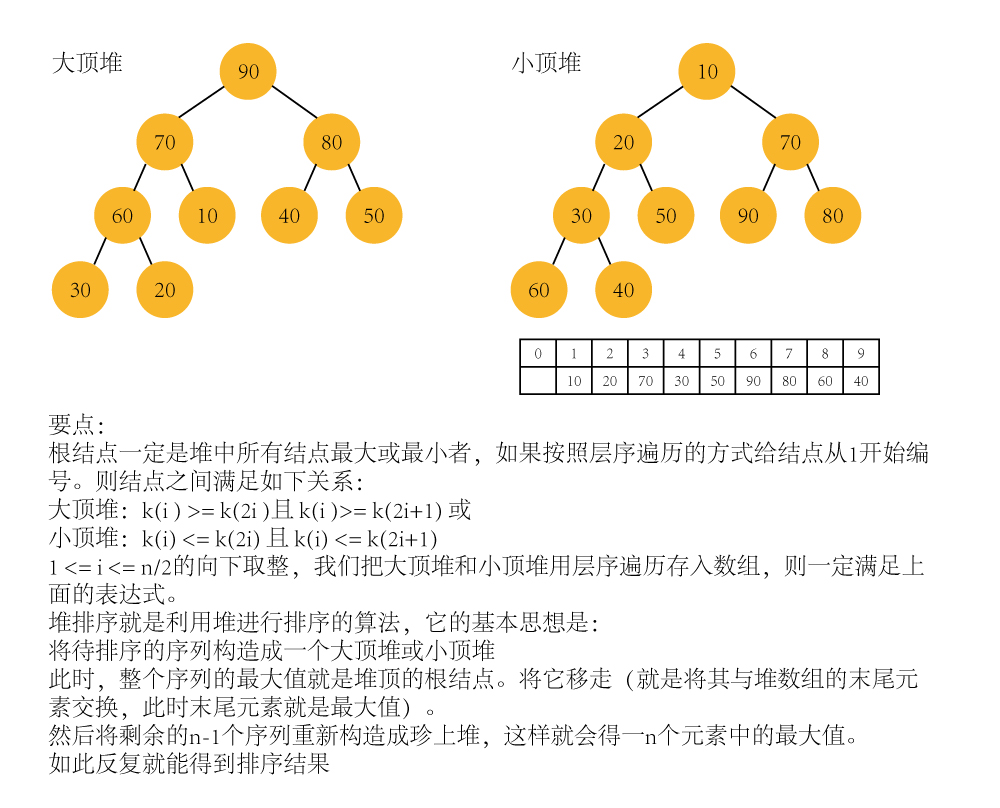 大顶堆
90
70 80
60 10 40 50
30 20
小顶堆
10
20 70
30 50 90 80
60 40
0 1 2 3 4 5 6 7 8 9
10 20 70 30 50 90 80 60 40
要点：
根结点一定是堆中所有结点最大或最小者，如果按照层序遍历的方式给结点从1开始编
号。则结点之间满足如下关系：
大顶堆：k(i ) >= k(2i )且 k(i )>= k(2i+1) 或
小顶堆：k(i) <= k(2i) 且 k(i) <= k(2i+1)
1 <= i <= n/2的向下取整，我们把大顶堆和小顶堆用层序遍历存入数组，则一定满足上
面的表达式。
堆排序就是利用堆进行排序的算法，它的基本思想是：
将待排序的序列构造成一个大顶堆或小顶堆
此时，整个序列的最大值就是堆顶的根结点。将它移走（就是将其与堆数组的末尾元
素交换，此时末尾元素就是最大值）。
然后将剩余的n-1个序列重新构造成珍上堆，这样就会得一n个元素中的最大值。
如此反复就能得到排序结果